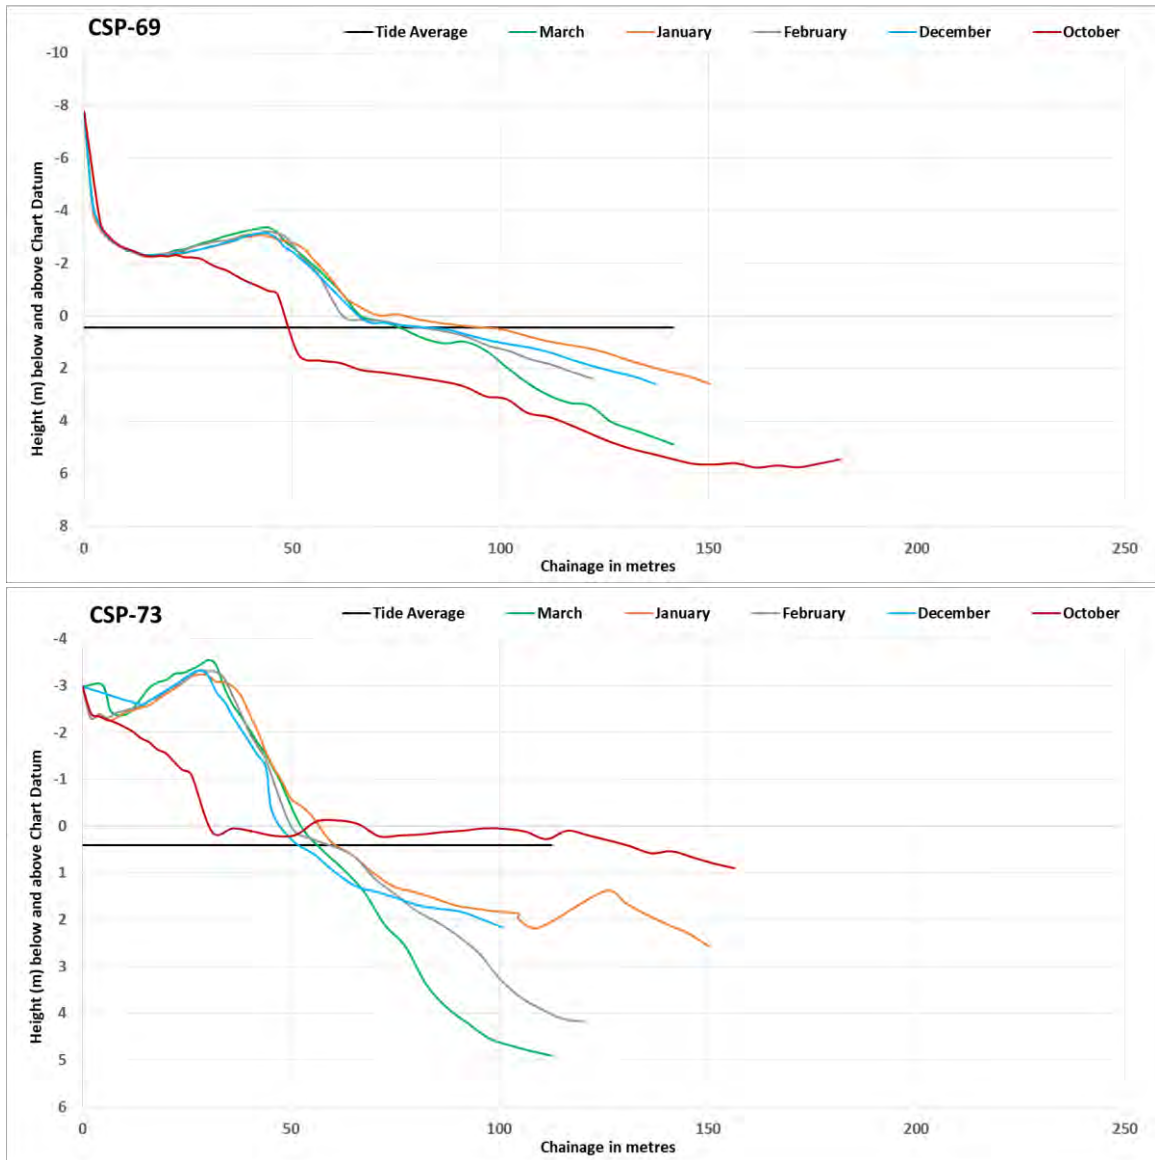 CSP-69
Tide Average March January February December October
-10
-8
-6
-4
-2
0
2
4
6
8
Height (m) below and above Chart Datum
0 50 100 150 200 250
Chainage in metres
CSP-73
Tide Average March January February December October
-4
-3
-2
-1
0
1
2
3
4
5
6
Height (m) below and above Chart Datum
0 50 100 150 200 250
Chainage in metres